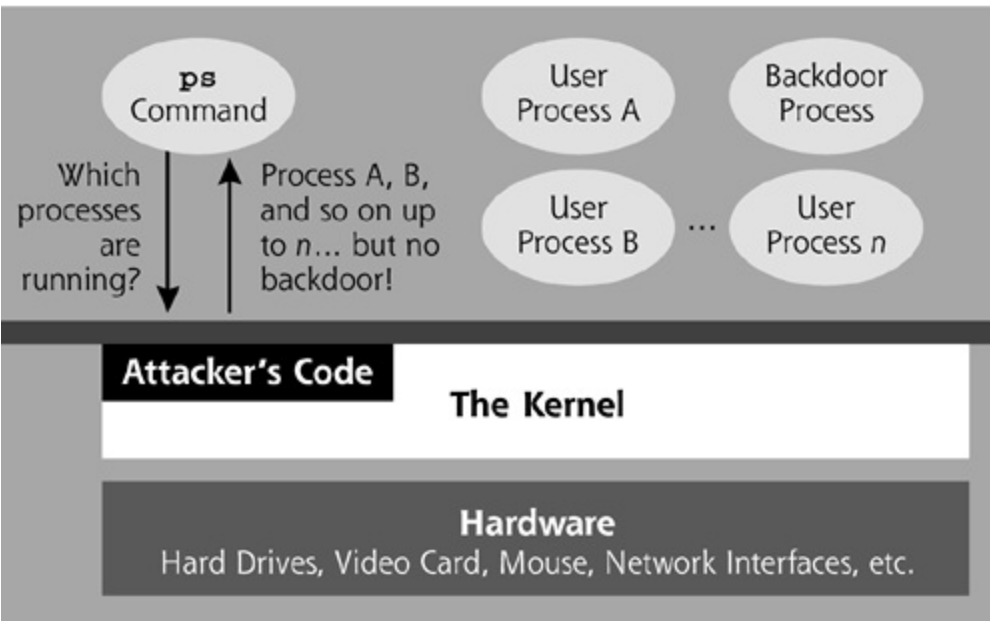 ps
Command
User
Process A
Backdoor
Process
Which
processes
are
running?
Process A, B,
and so on up
to n... but no
backdoor!
User
Process B
...
User
Process n
Attacker's Code
The Kernel
Hardware
Hard Drives, Video Card, Mouse, Network Interfaces, etc.